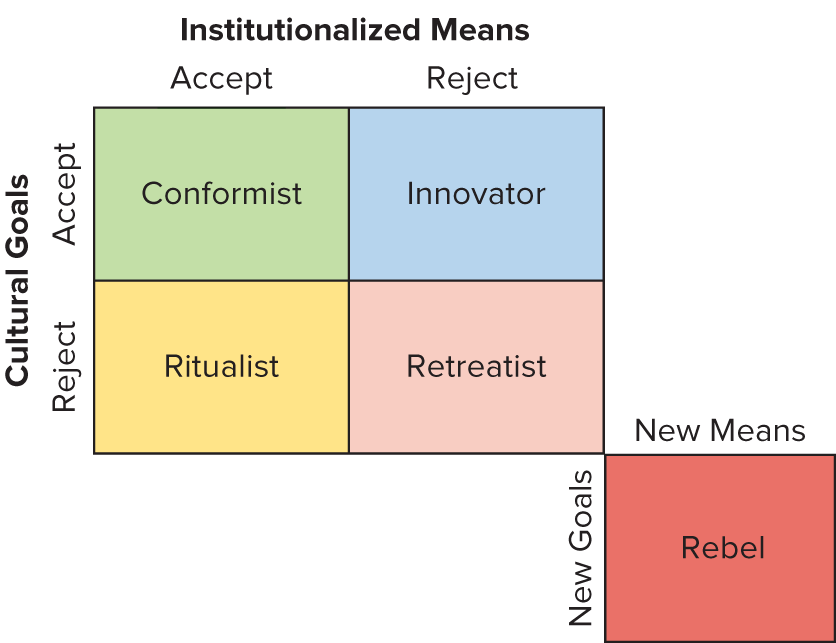 Institutionalized Means
Accept
Reject
Cultural Goals
Accept
Conformist
Innovator
Reject
Ritualist
Retreatist
New Means
New Goals
Rebel